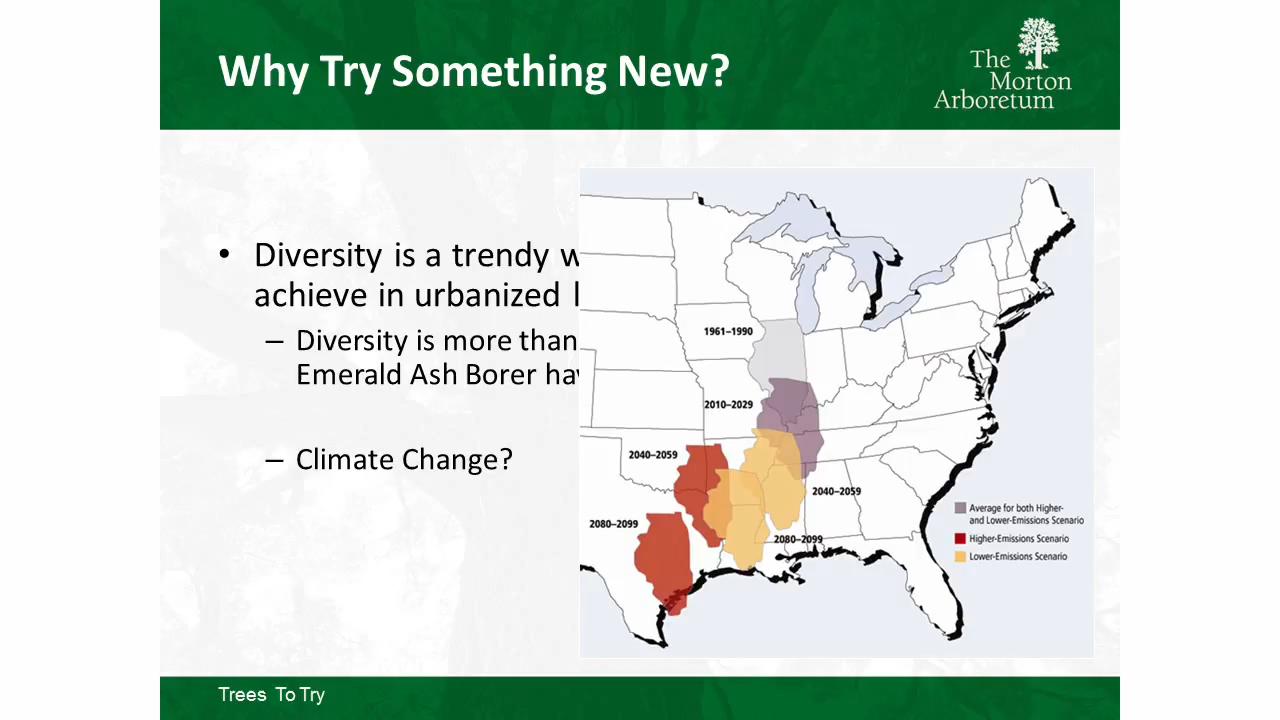 Why Try Something New?
The
Morton
Arboretum
• Diversity is a trendy
achieve in urbanized
– Diversity is more than
Emerald Ash Borer
– Climate Change?
1961–1990
2010–2029
2040–2059
2040–2059
2080–2099
2080–2099
Average for both Higher-
and Lower-Emissions Scenario
Higher-Emissions Scenario
Lower-Emissions Scenario
Trees To Try